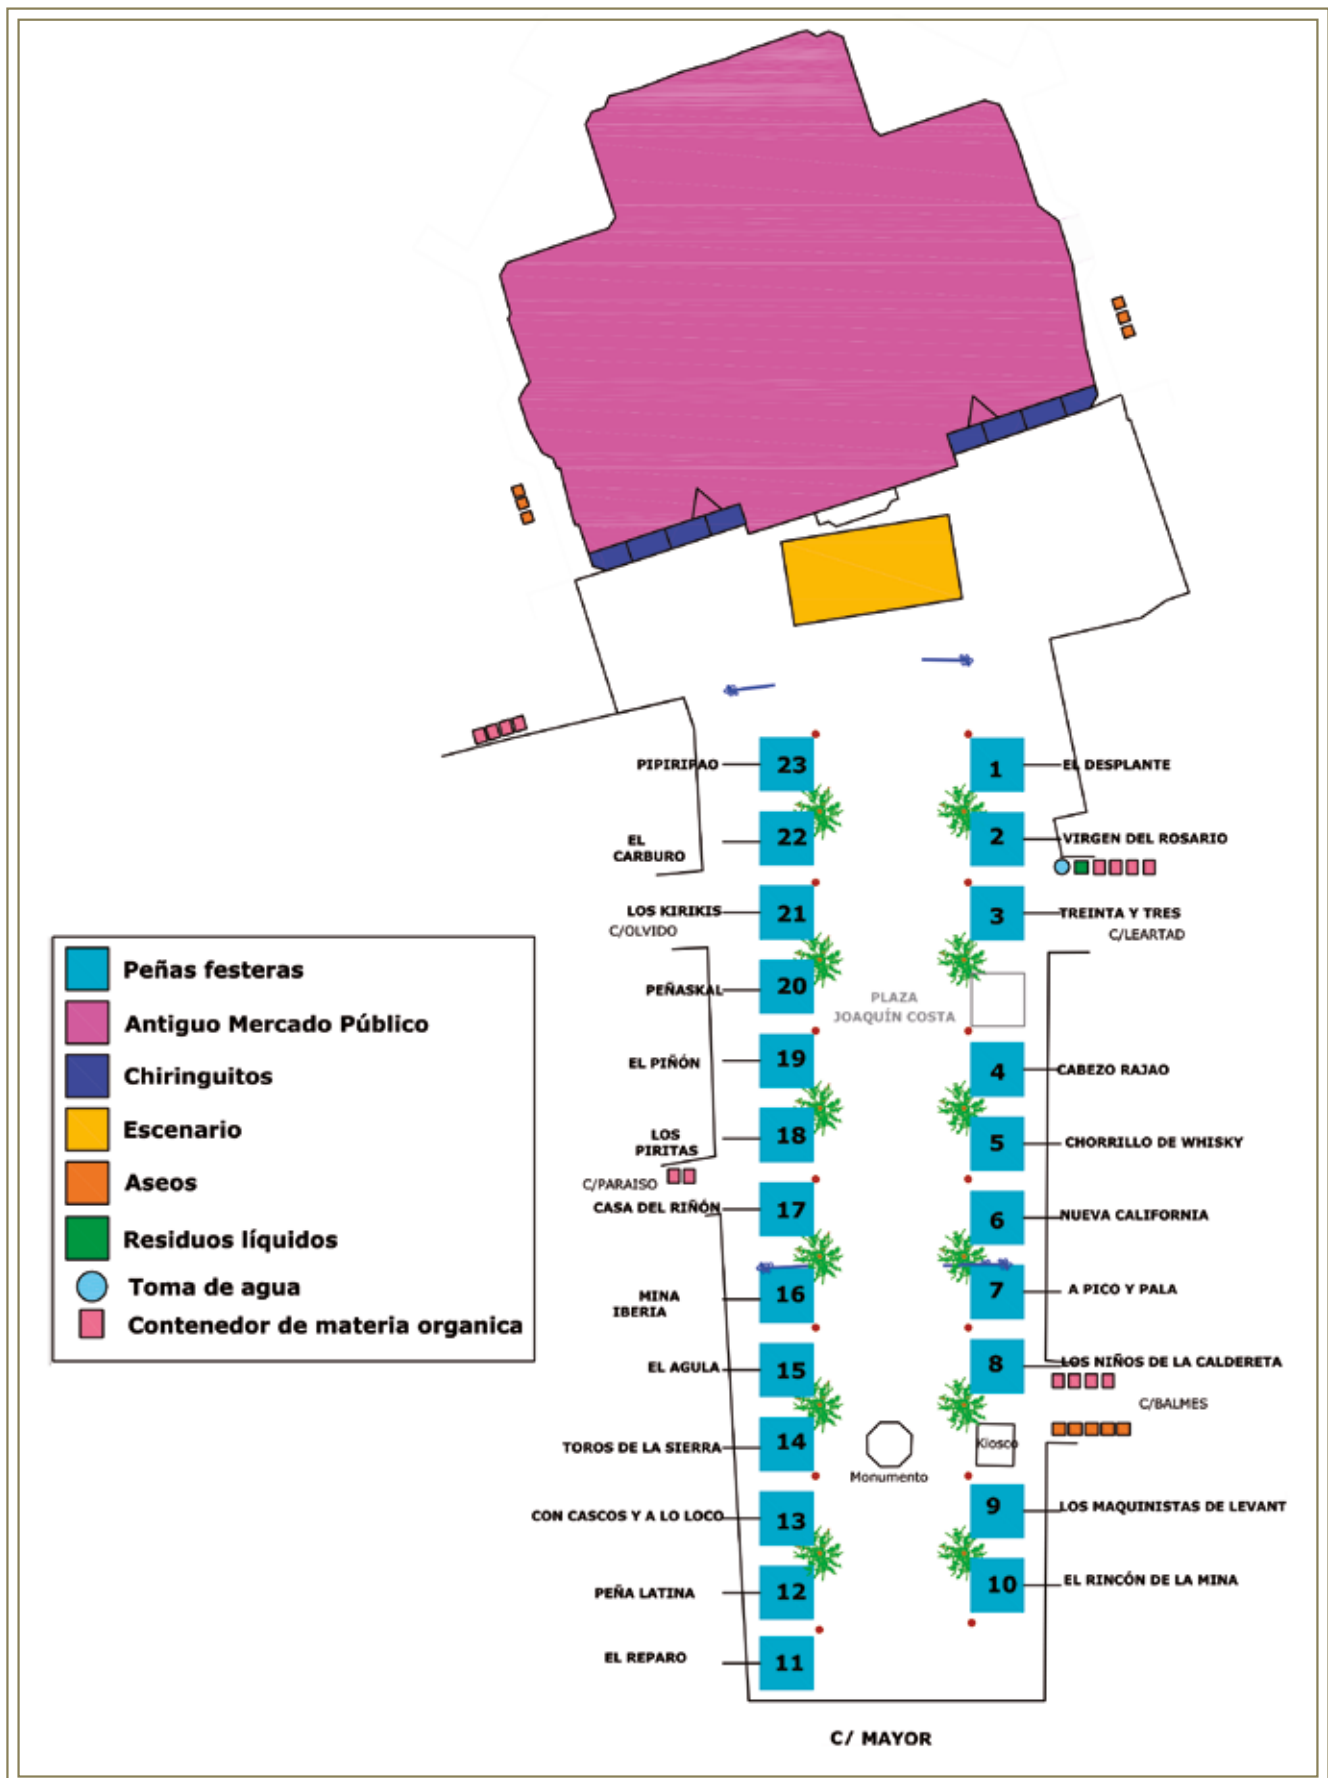 PIPIRIPAO
23
1
EL DESPLANTE
EL
CARBURO
22
2
VIRGEN DEL ROSARIO
LOS KIRIKIS
C/OLVIDO
21
3
TREINTA Y TRES
C/LEARTAD
PEÑASKAL
20
PLAZA
JOAQUÍN COSTA
EL PIÑÓN
19
4
CABEZO RAJAO
LOS
PIRITAS
18
5
CHORRILLO DE WHISKY
C/PARAISO
CASA DEL RIÑÓN
17
6
NUEVA CALIFORNIA
MINA
IBERIA
16
7
A PICO Y PALA
EL AGULA
15
8
LOS NIÑOS DE LA CALDERETA
C/BALMES
TOROS DE LA SIERRA
14
Monumento
Kiosco
CON CASCOS Y A LO LOCO
13
9
LOS MAQUINISTAS DE LEVANT
PEÑA LATINA
12
10
EL RINCÓN DE LA MINA
EL REPARO
11
C/ MAYOR
Peñas festeras
Antiguo Mercado Público
Chiringuitos
Escenario
Aseos
Residuos líquidos
Toma de agua
Contenedor de materia organica